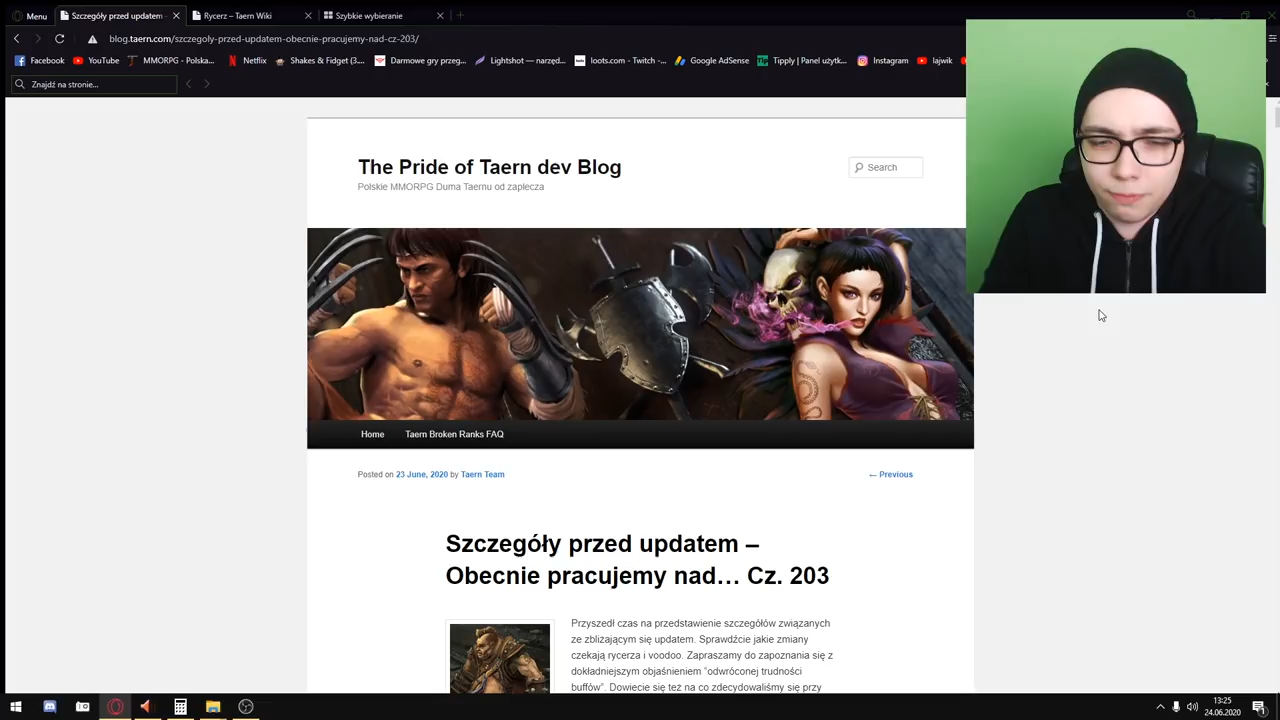 Menu
Szczegóły przed updatem
Rycerz – Taern Wiki
Szybkie wybieranie
blog.taern.com/szczegoly-przed-updatem-obecnie-pracujemy-nad-cz-203/
Facebook
YouTube
MMORPG - Polska...
Netflix
Shakes & Fidget (3....
Darmowe gry przeg...
Lightshot — narzęd...
loots.com - Twitch -...
Google AdSense
Tipply | Panel użytk...
Instagram
lajwik
Znajdź na stronie...
The Pride of Taern dev Blog
Polskie MMORPG Duma Taernu od zaplecza
Search
Home
Taern Broken Ranks FAQ
Posted on 23 June, 2020 by Taern Team
← Previous
Szczegóły przed updatem –
Obecnie pracujemy nad… Cz. 203
Przyszedł czas na przedstawienie szczegółów związanych
ze zbliżającym się updatem. Sprawdźcie jakie zmiany
czekają rycerza i voodoo. Zapraszamy do zapoznania się z
dokładniejszym objaśnieniem “odwróconej trudności
buffów”. Dowiecie się też na co zdecydowaliśmy się przy
13:25
24.06.2020